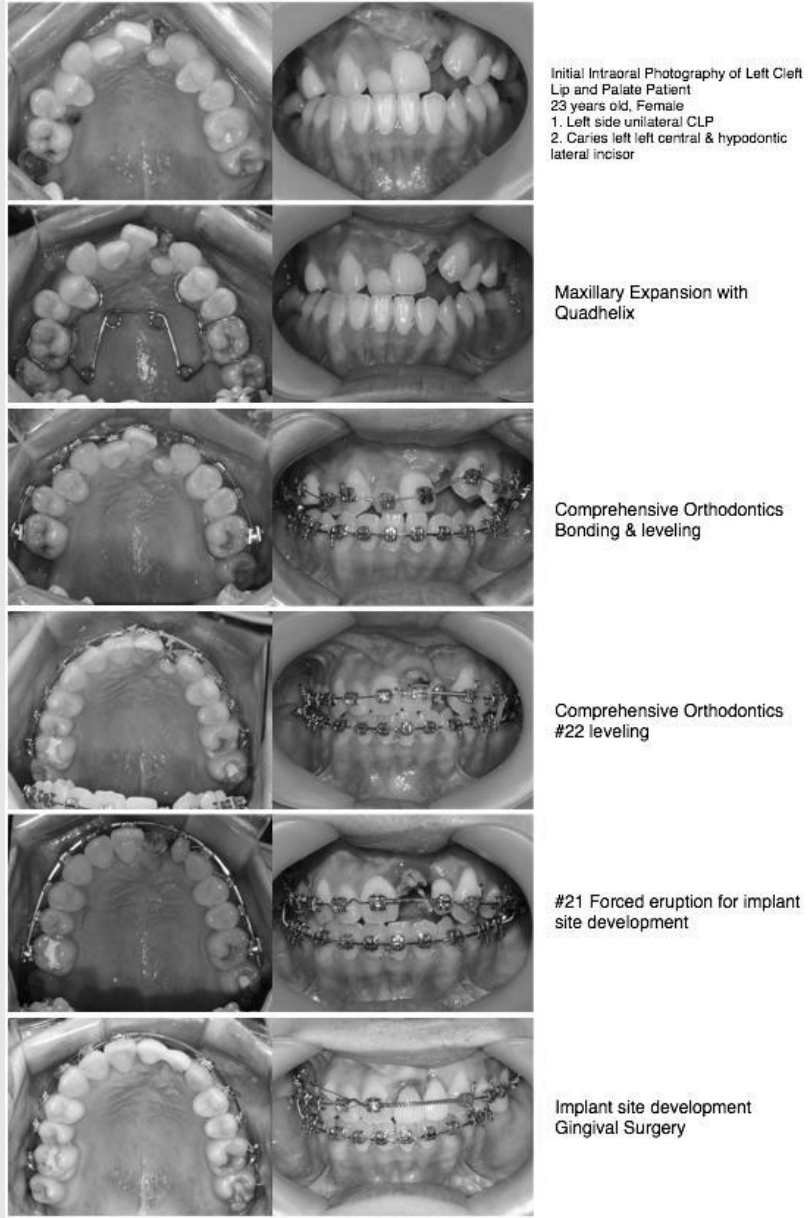 Initial Intraoral Photography of Left Cleft
Lip and Palate Patient
23 years old, Female
1. Left side unilateral CLP
2. Caries left left central & hypodontic
lateral incisor
Maxillary Expansion with
Quadhelix
Comprehensive Orthodontics
Bonding & leveling
Comprehensive Orthodontics
#22 leveling
#21 Forced eruption for implant
site development
Implant site development
Gingival Surgery